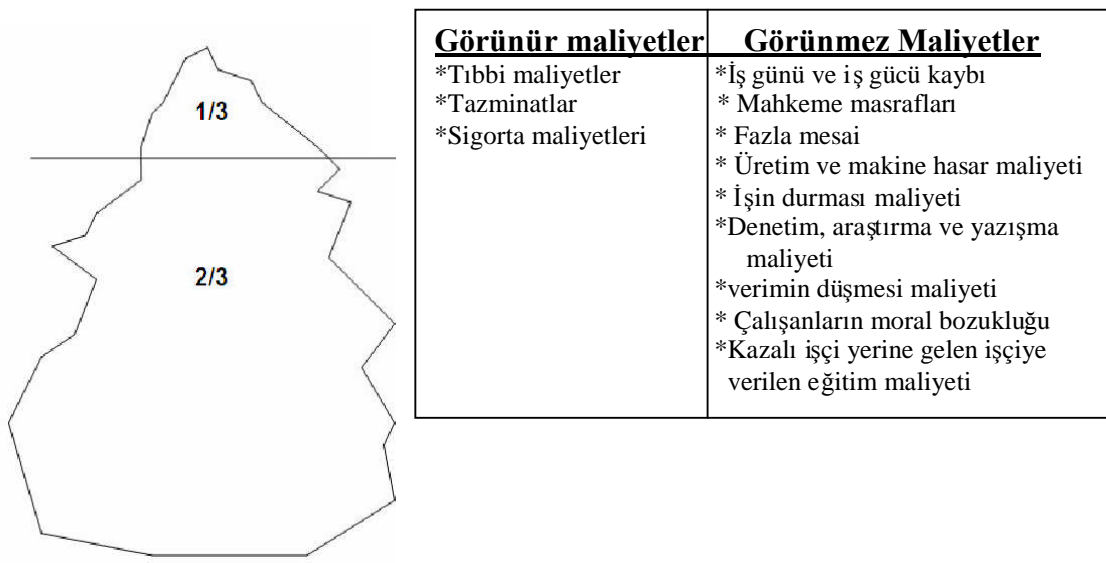 1/3
2/3
Görünür maliyetler
*Tıbbi maliyetler
*Tazminatlar
*Sigorta maliyetleri
Görünmez Maliyetler
*İş günü ve iş gücü kaybı
* Mahkeme masrafları
* Fazla mesai
* Üretim ve makine hasar maliyeti
* İşin durması maliyeti
*Denetim, araştırma ve yazışma
maliyeti
*verimin düşmesi maliyeti
* Çalışanların moral bozukluğu
*Kazalı işçi yerine gelen işçiye
verilen eğitim maliyeti